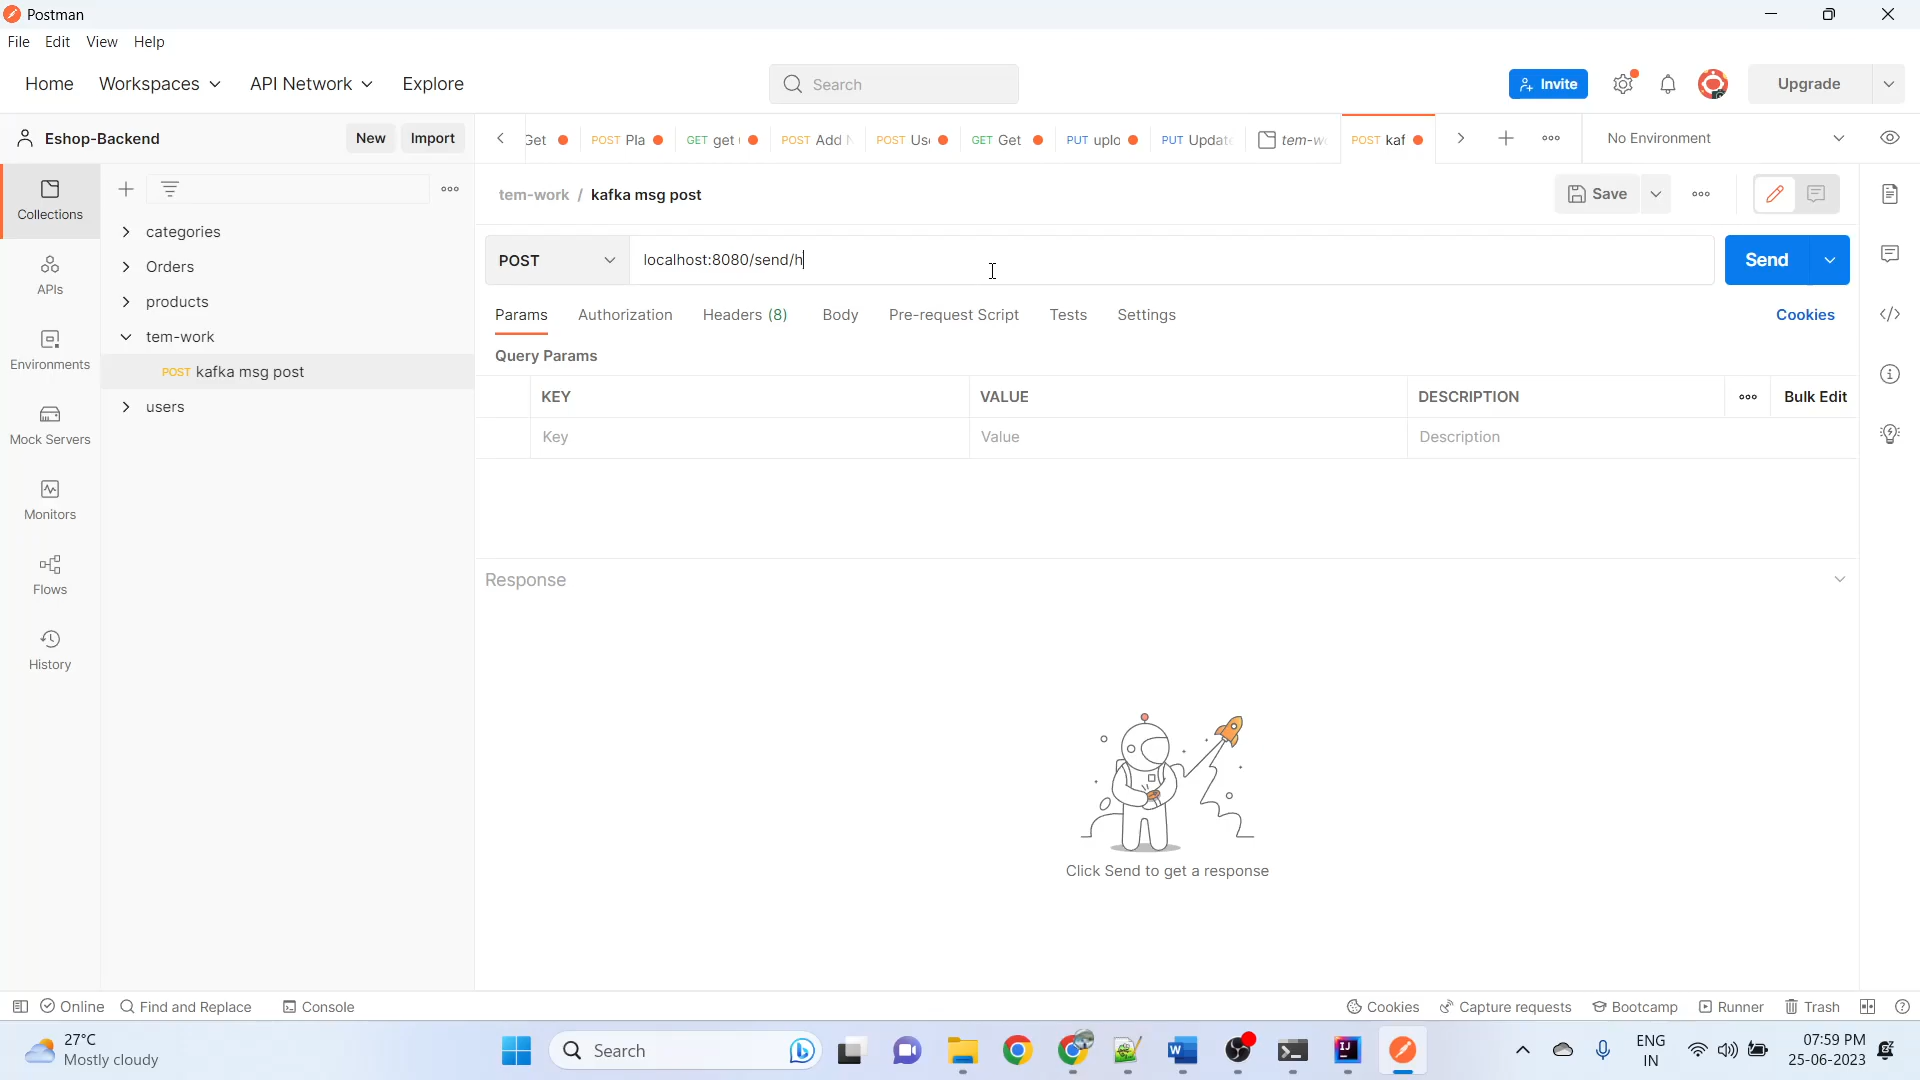 Postman
File Edit View Help
Home Workspaces API Network Explore
Search
Invite
Upgrade
Eshop-Backend
New
Import
Get
POST Pla
GET get
POST Add
POST Us
GET Get
PUT uplo
PUT Updat
tem-w
POST kaf
No Environment
Collections
APIs
Environments
Mock Servers
Monitors
Flows
History
categories
Orders
products
tem-work
POST kafka msg post
users
tem-work / kafka msg post
Save
POST
localhost:8080/send/h
Send
Params Authorization Headers (8) Body Pre-request Script Tests Settings
Cookies
Query Params
KEY VALUE DESCRIPTION
Bulk Edit
Key Value Description
Response
Click Send to get a response
Online Find and Replace Console
Cookies Capture requests Bootcamp Runner Trash
27°C
Mostly cloudy
Search
ENG
IN
07:59 PM
25-06-2023